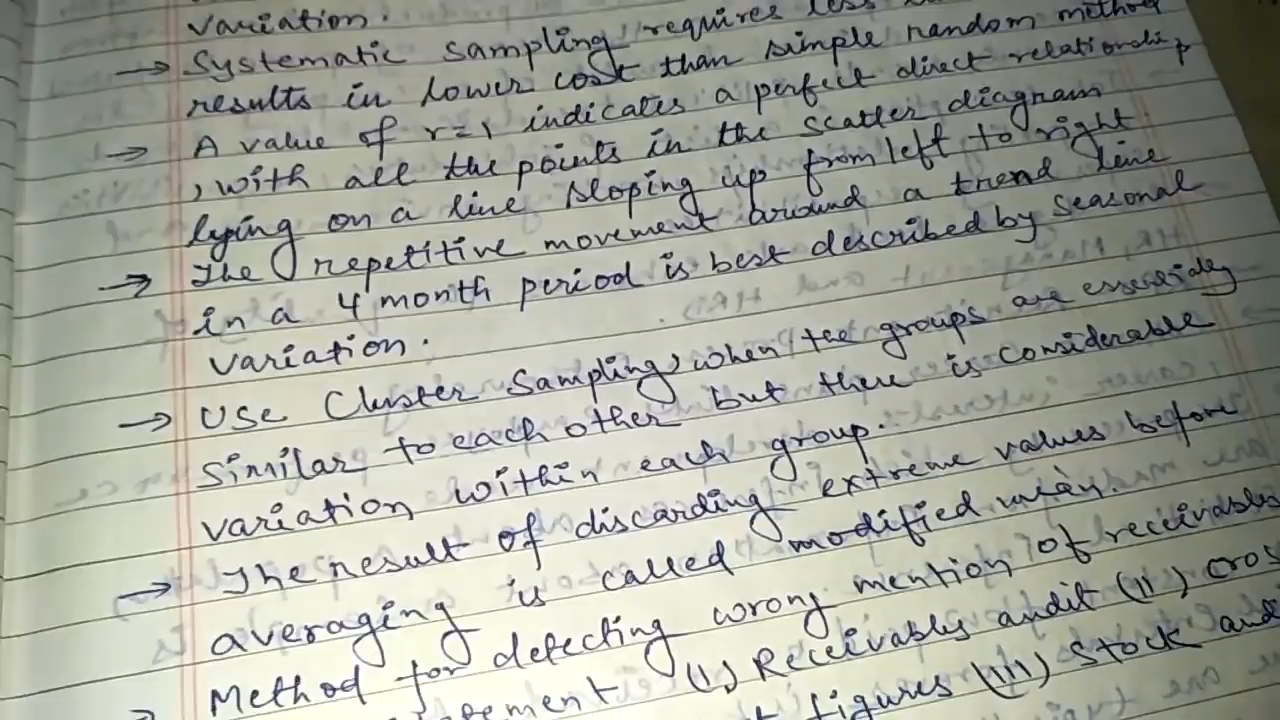 variation.
→ Systematic sampling requires less
results in lower cost than simple random method
→ A value of r=1 indicates a perfect direct relationship
, with all the points in the scatter diagram
lying on a line sloping up from left to right
→ The repetitive movement around a trend line
in a 4 month period is best described by seasonal
variation.
→ Use Cluster Sampling, when the groups are essentially
similar to each other but there is considerable
variation within each group.
→ The result of discarding extreme values before
averaging is called modified mean.
→ Method for detecting wrong mention of receivables
(I) Receivables audit (II)
figures (III) Stock and